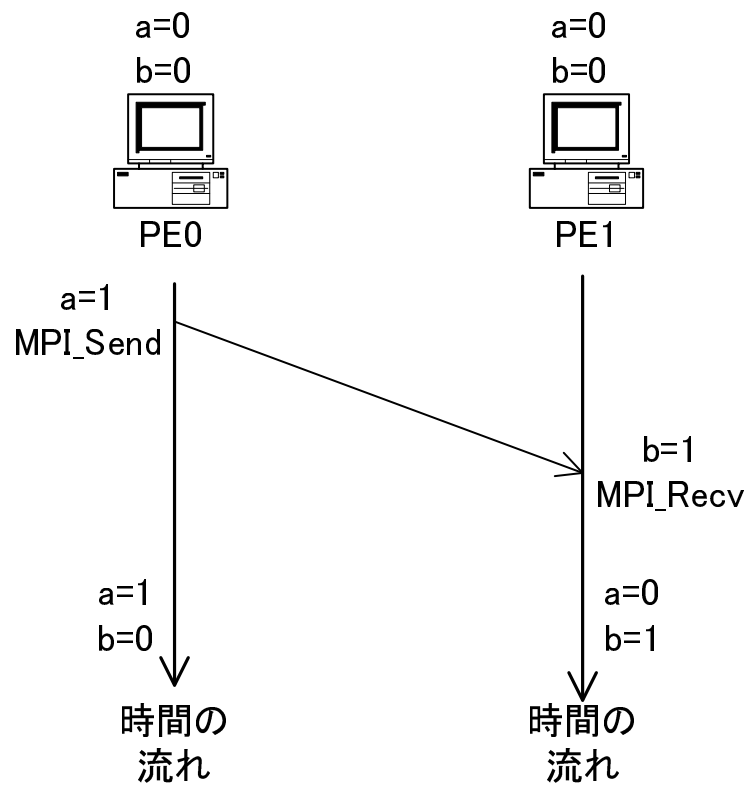 a=0
b=0
PE0
a=0
b=0
PE1
a=1
MPI_Send
b=1
MPI_Recv
a=1
b=0
a=0
b=1
時間の
流れ
時間の
流れ